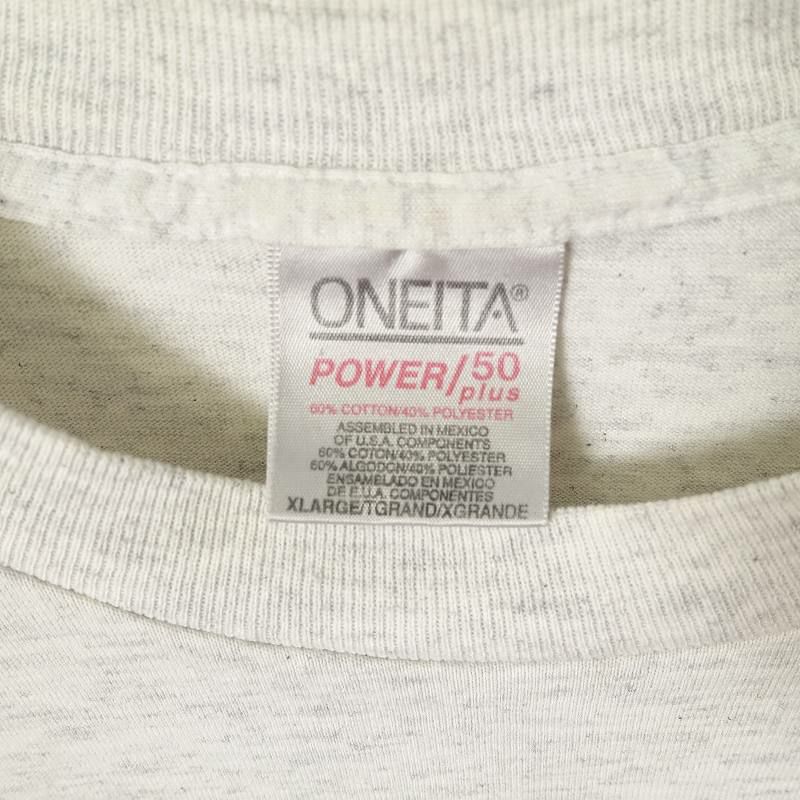 ONEITA®
POWER/50
plus
60% COTTON/40% POLYESTER
ASSEMBLED IN MEXICO
OF U.S.A. COMPONENTS
60% COTON/40% POLYESTER
60% ALGODON/40% POLIESTER
ENSAMELADO EN MEXICO
DE E.U.A. COMPONENTES
XLARGE/TGRAND/XGRANDE